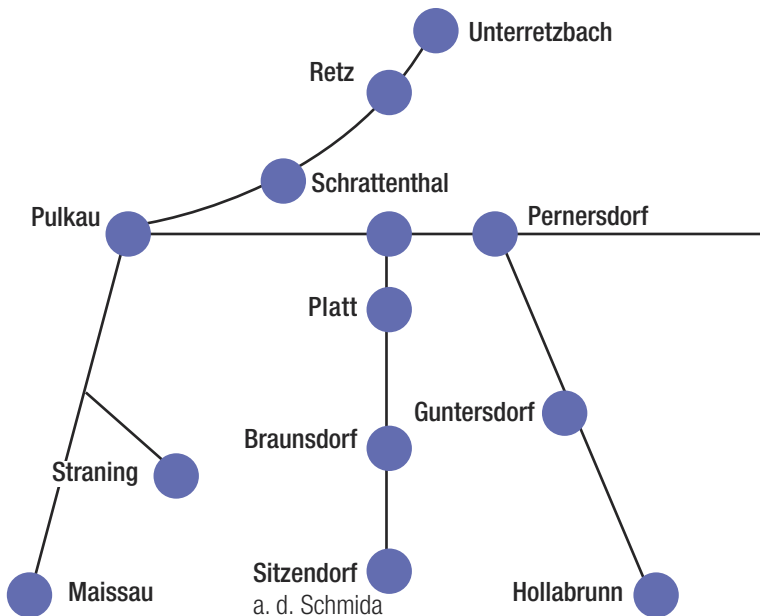 Unterretzbach
Retz
Schrattenthal
Pulkau
Pernersdorf
Platt
Guntersdorf
Braunsdorf
Straning
Sitzendorf
a. d. Schmida
Maissau
Hollabrunn